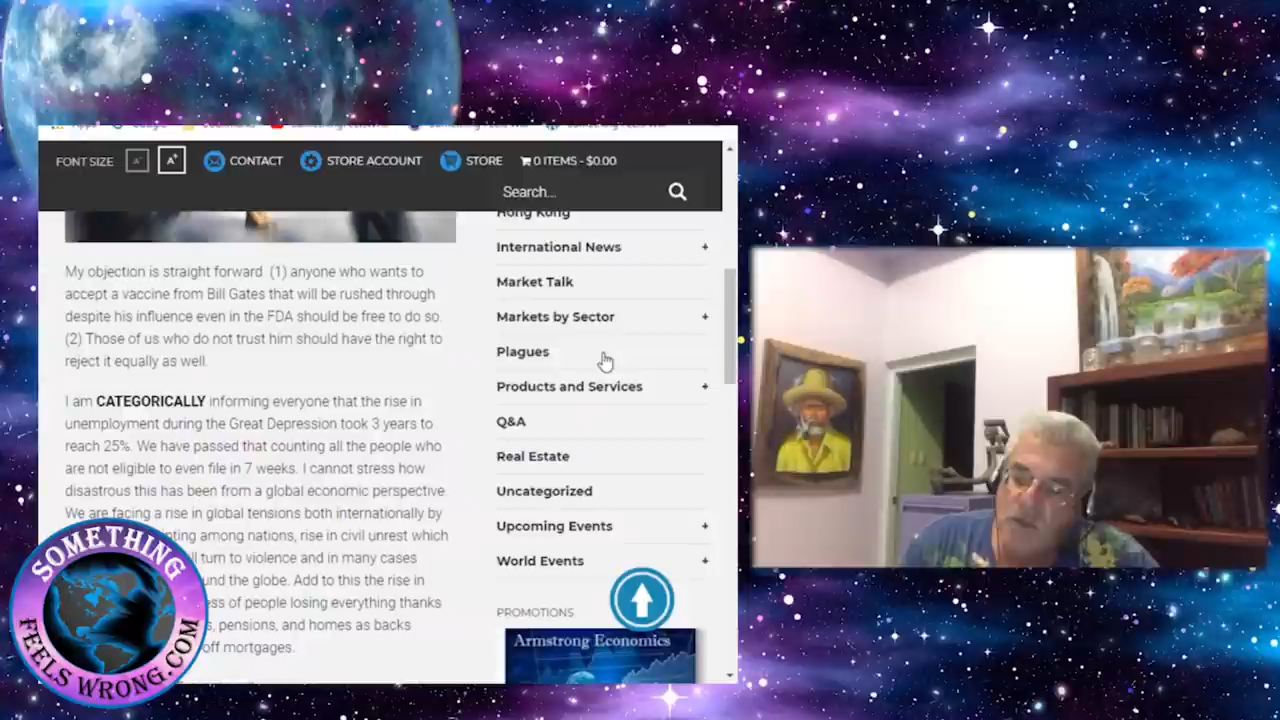 FONT SIZE
CONTACT
STORE ACCOUNT
STORE
0 ITEMS - $0.00
Search...
My objection is straight forward (1) anyone who wants to
accept a vaccine from Bill Gates that will be rushed through
despite his influence even in the FDA should be free to do so.
(2) Those of us who do not trust him should have the right to
reject it equally as well.
I am CATEGORICALLY informing everyone that the rise in
unemployment during the Great Depression took 3 years to
reach 25%. We have passed that counting all the people who
are not eligible to even file in 7 weeks. I cannot stress how
disastrous this has been from a global economic perspective
We are facing a rise in global tensions both internationally by
among nations, rise in civil unrest which
turn to violence and in many cases
the globe. Add to this the rise in
of people losing everything thanks
pensions, and homes as backs
off mortgages.
Hong Kong
International News +
Market Talk
Markets by Sector +
Plagues
Products and Services +
Q&A
Real Estate
Uncategorized
Upcoming Events +
World Events +
PROMOTIONS
Armstrong Economics
SOMETHING
FEELS WRONG.COM